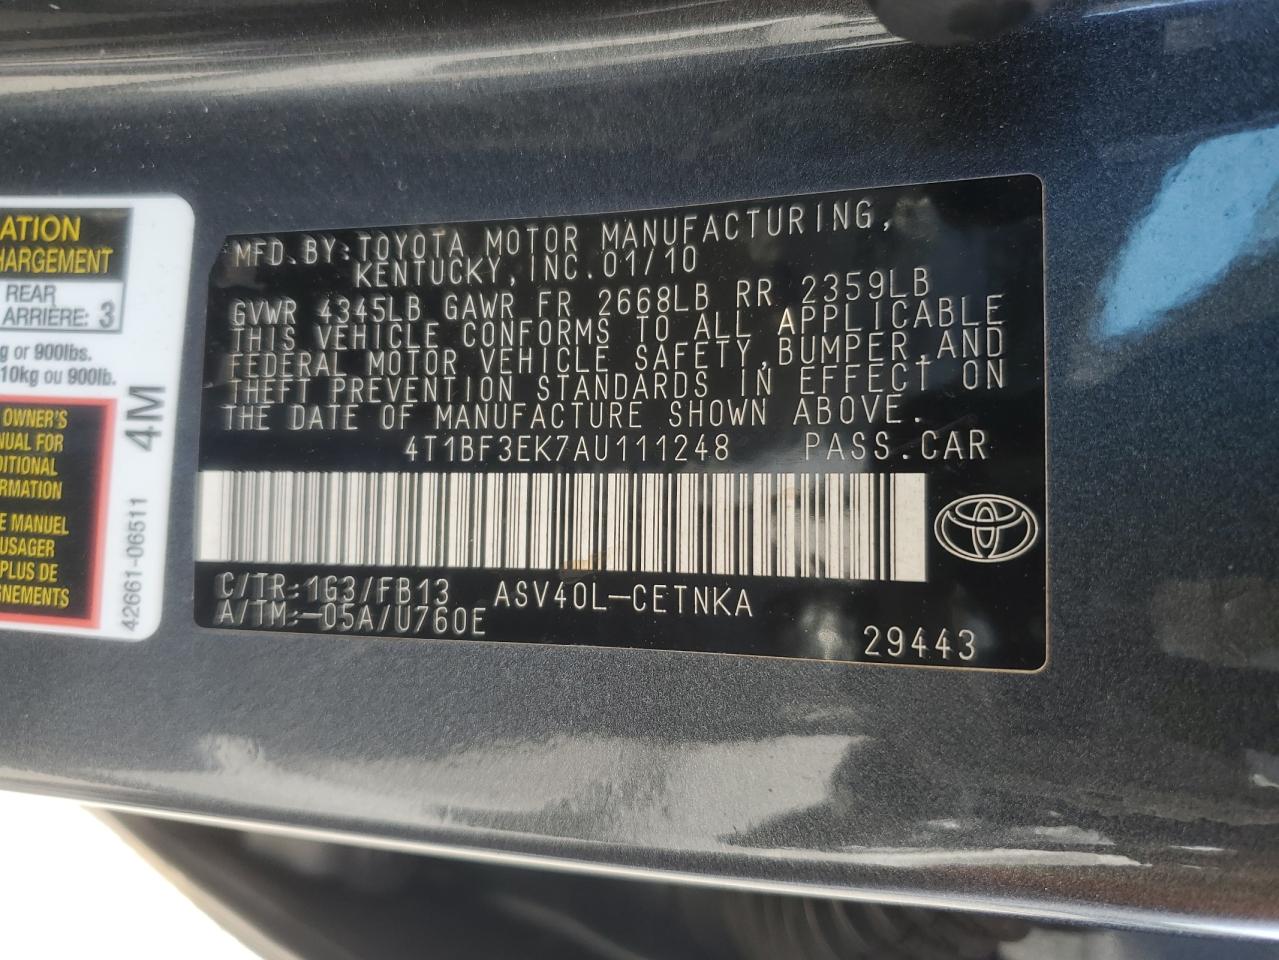 ATION
HARGEMENT
REAR
ARRIÈRE: 3
g or 900lbs.
10kg ou 900lb.
OWNER'S
NUAL FOR
DITIONAL
RMATION
E MANUEL
USAGER
PLUS DE
GNEMENTS
4M
42661-06511
MFD.BY:TOYOTA MOTOR MANUFACTURING,
KENTUCKY,INC.01/10
GVWR 4345LB GAWR FR 2668LB RR 2359LB
THIS VEHICLE CONFORMS TO ALL APPLICABLE
FEDERAL MOTOR VEHICLE SAFETY,BUMPER,AND
THEFT PREVENTION STANDARDS IN EFFECT ON
THE DATE OF MANUFACTURE SHOWN ABOVE.
4T1BF3EK7AU111248 PASS.CAR
C/TR:1G3/FB13 ASV40L-CETNKA
A/TM:-05A/U760E
29443